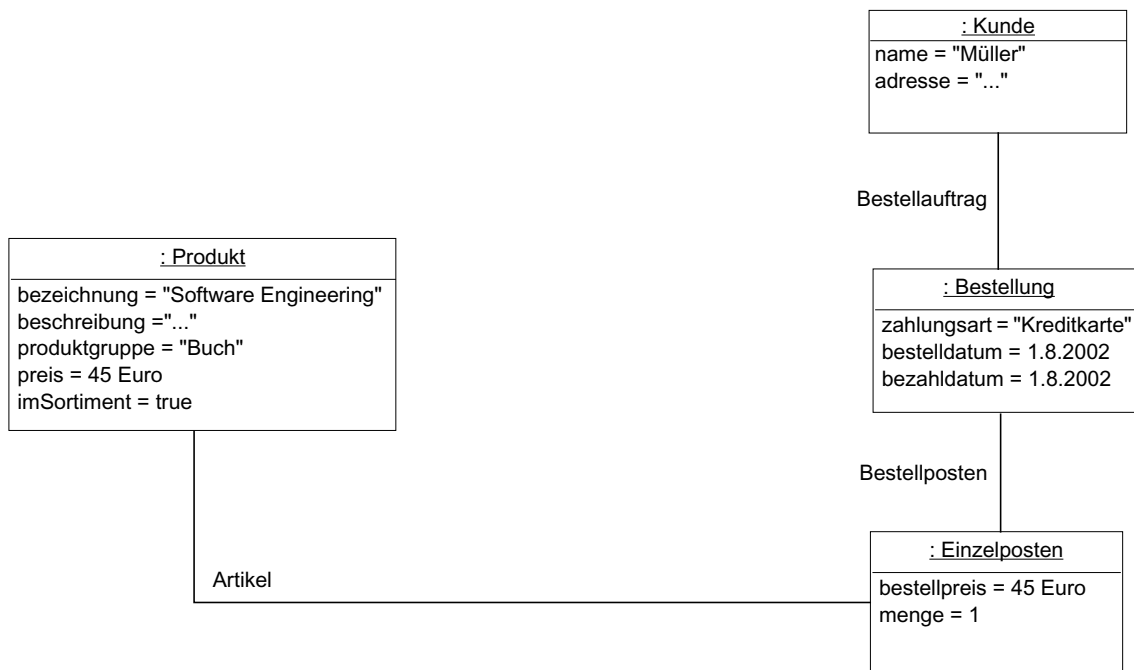 : Kunde
name = "Müller"
adresse = "..."
Bestellauftrag
: Produkt
bezeichnung = "Software Engineering"
beschreibung ="..."
produktgruppe = "Buch"
preis = 45 Euro
imSortiment = true
: Bestellung
zahlungsart = "Kreditkarte"
bestelldatum = 1.8.2002
bezahldatum = 1.8.2002
Bestellposten
Artikel
: Einzelposten
bestellpreis = 45 Euro
menge = 1